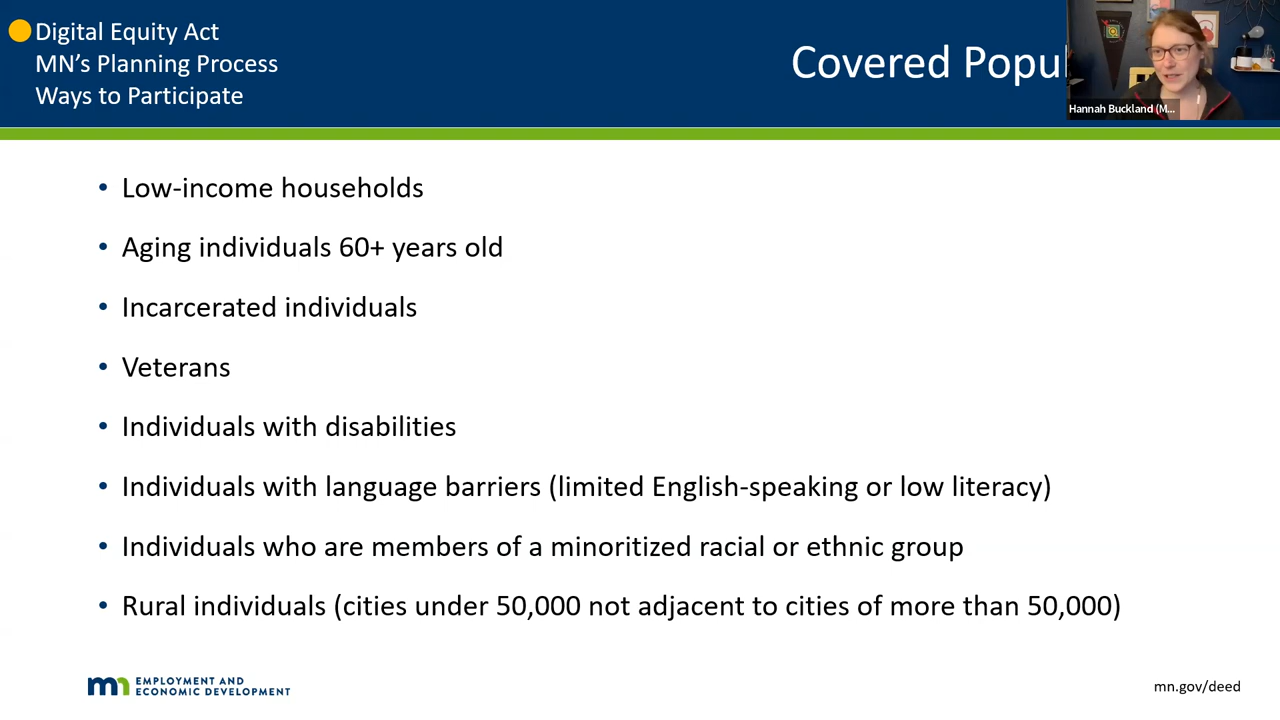 Digital Equity Act
MN's Planning Process
Ways to Participate
Covered
Hannah Buckland (M...
• Low-income households
• Aging individuals 60+ years old
• Incarcerated individuals
• Veterans
• Individuals with disabilities
• Individuals with language barriers (limited English-speaking or low literacy)
• Individuals who are members of a minoritized racial or ethnic group
• Rural individuals (cities under 50,000 not adjacent to cities of more than 50,000)
mn EMPLOYMENT AND
ECONOMIC DEVELOPMENT
mn.gov/deed